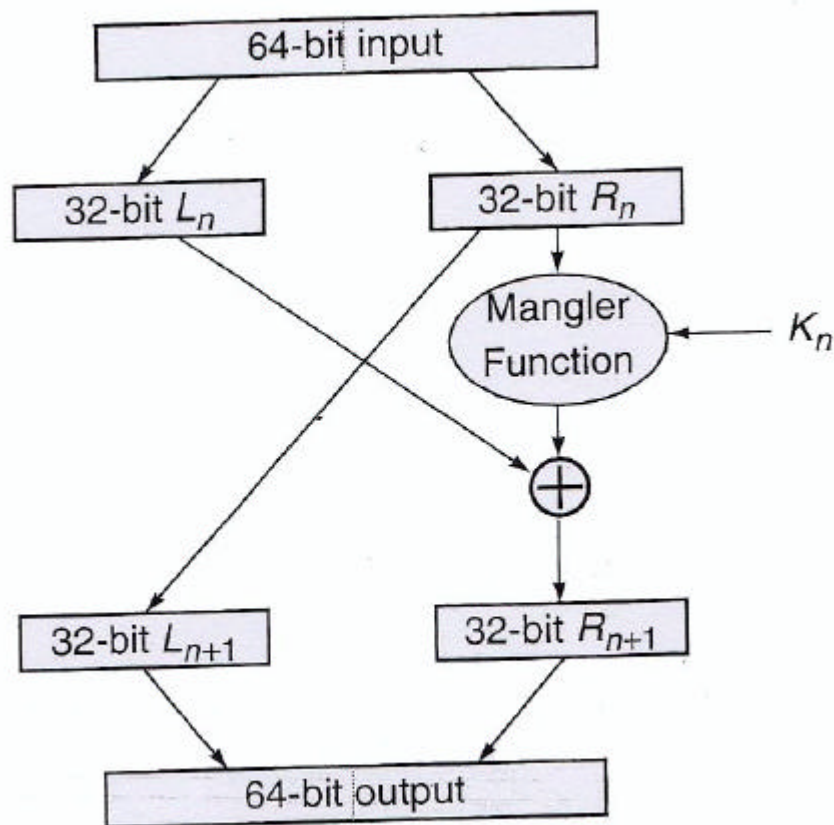 64-bit input
32-bit Lₙ
32-bit Rₙ
Mangler
Function
Kₙ
32-bit Lₙ₊₁
32-bit Rₙ₊₁
64-bit output